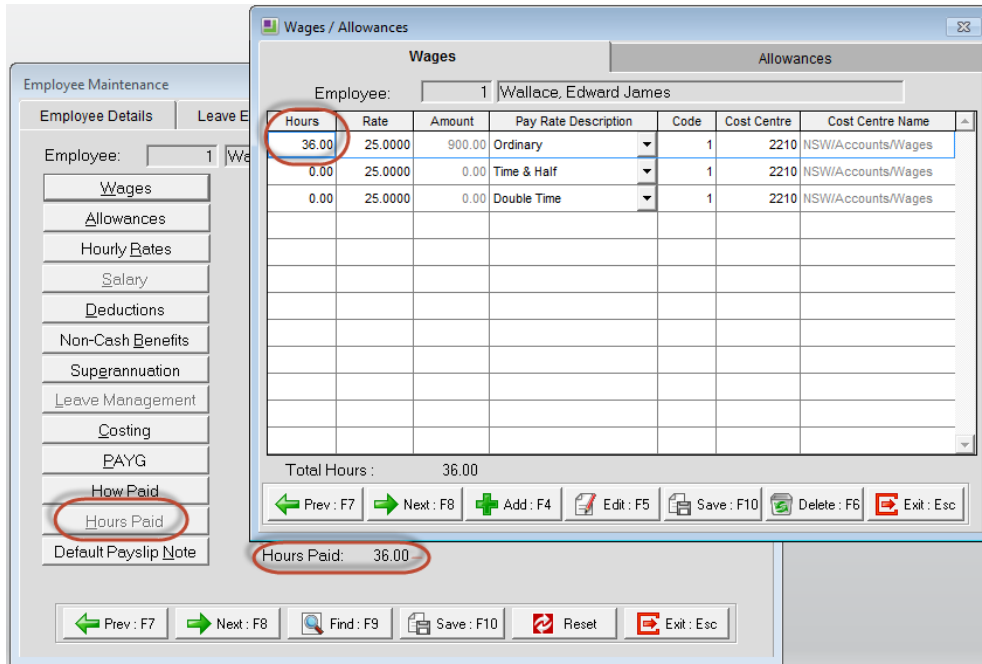 Wages / Allowances
Wages Allowances
Employee: 1 Wallace, Edward James
Hours Rate Amount Pay Rate Description Code Cost Centre Cost Centre Name
36.00 25.0000 900.00 Ordinary 1 2210 NSW/Accounts/Wages
0.00 25.0000 0.00 Time & Half 1 2210 NSW/Accounts/Wages
0.00 25.0000 0.00 Double Time 1 2210 NSW/Accounts/Wages
Total Hours : 36.00
Prev : F7 Next : F8 Add : F4 Edit : F5 Save : F10 Delete : F6 Exit : Esc
Employee Maintenance
Employee Details Leave E
Employee: 1 Wa
Wages
Allowances
Hourly Rates
Salary
Deductions
Non-Cash Benefits
Superannuation
Leave Management
Costing
PAYG
How Paid
Hours Paid
Default Payslip Note
Hours Paid: 36.00
Prev : F7 Next : F8 Find : F9 Save : F10 Reset Exit : Esc